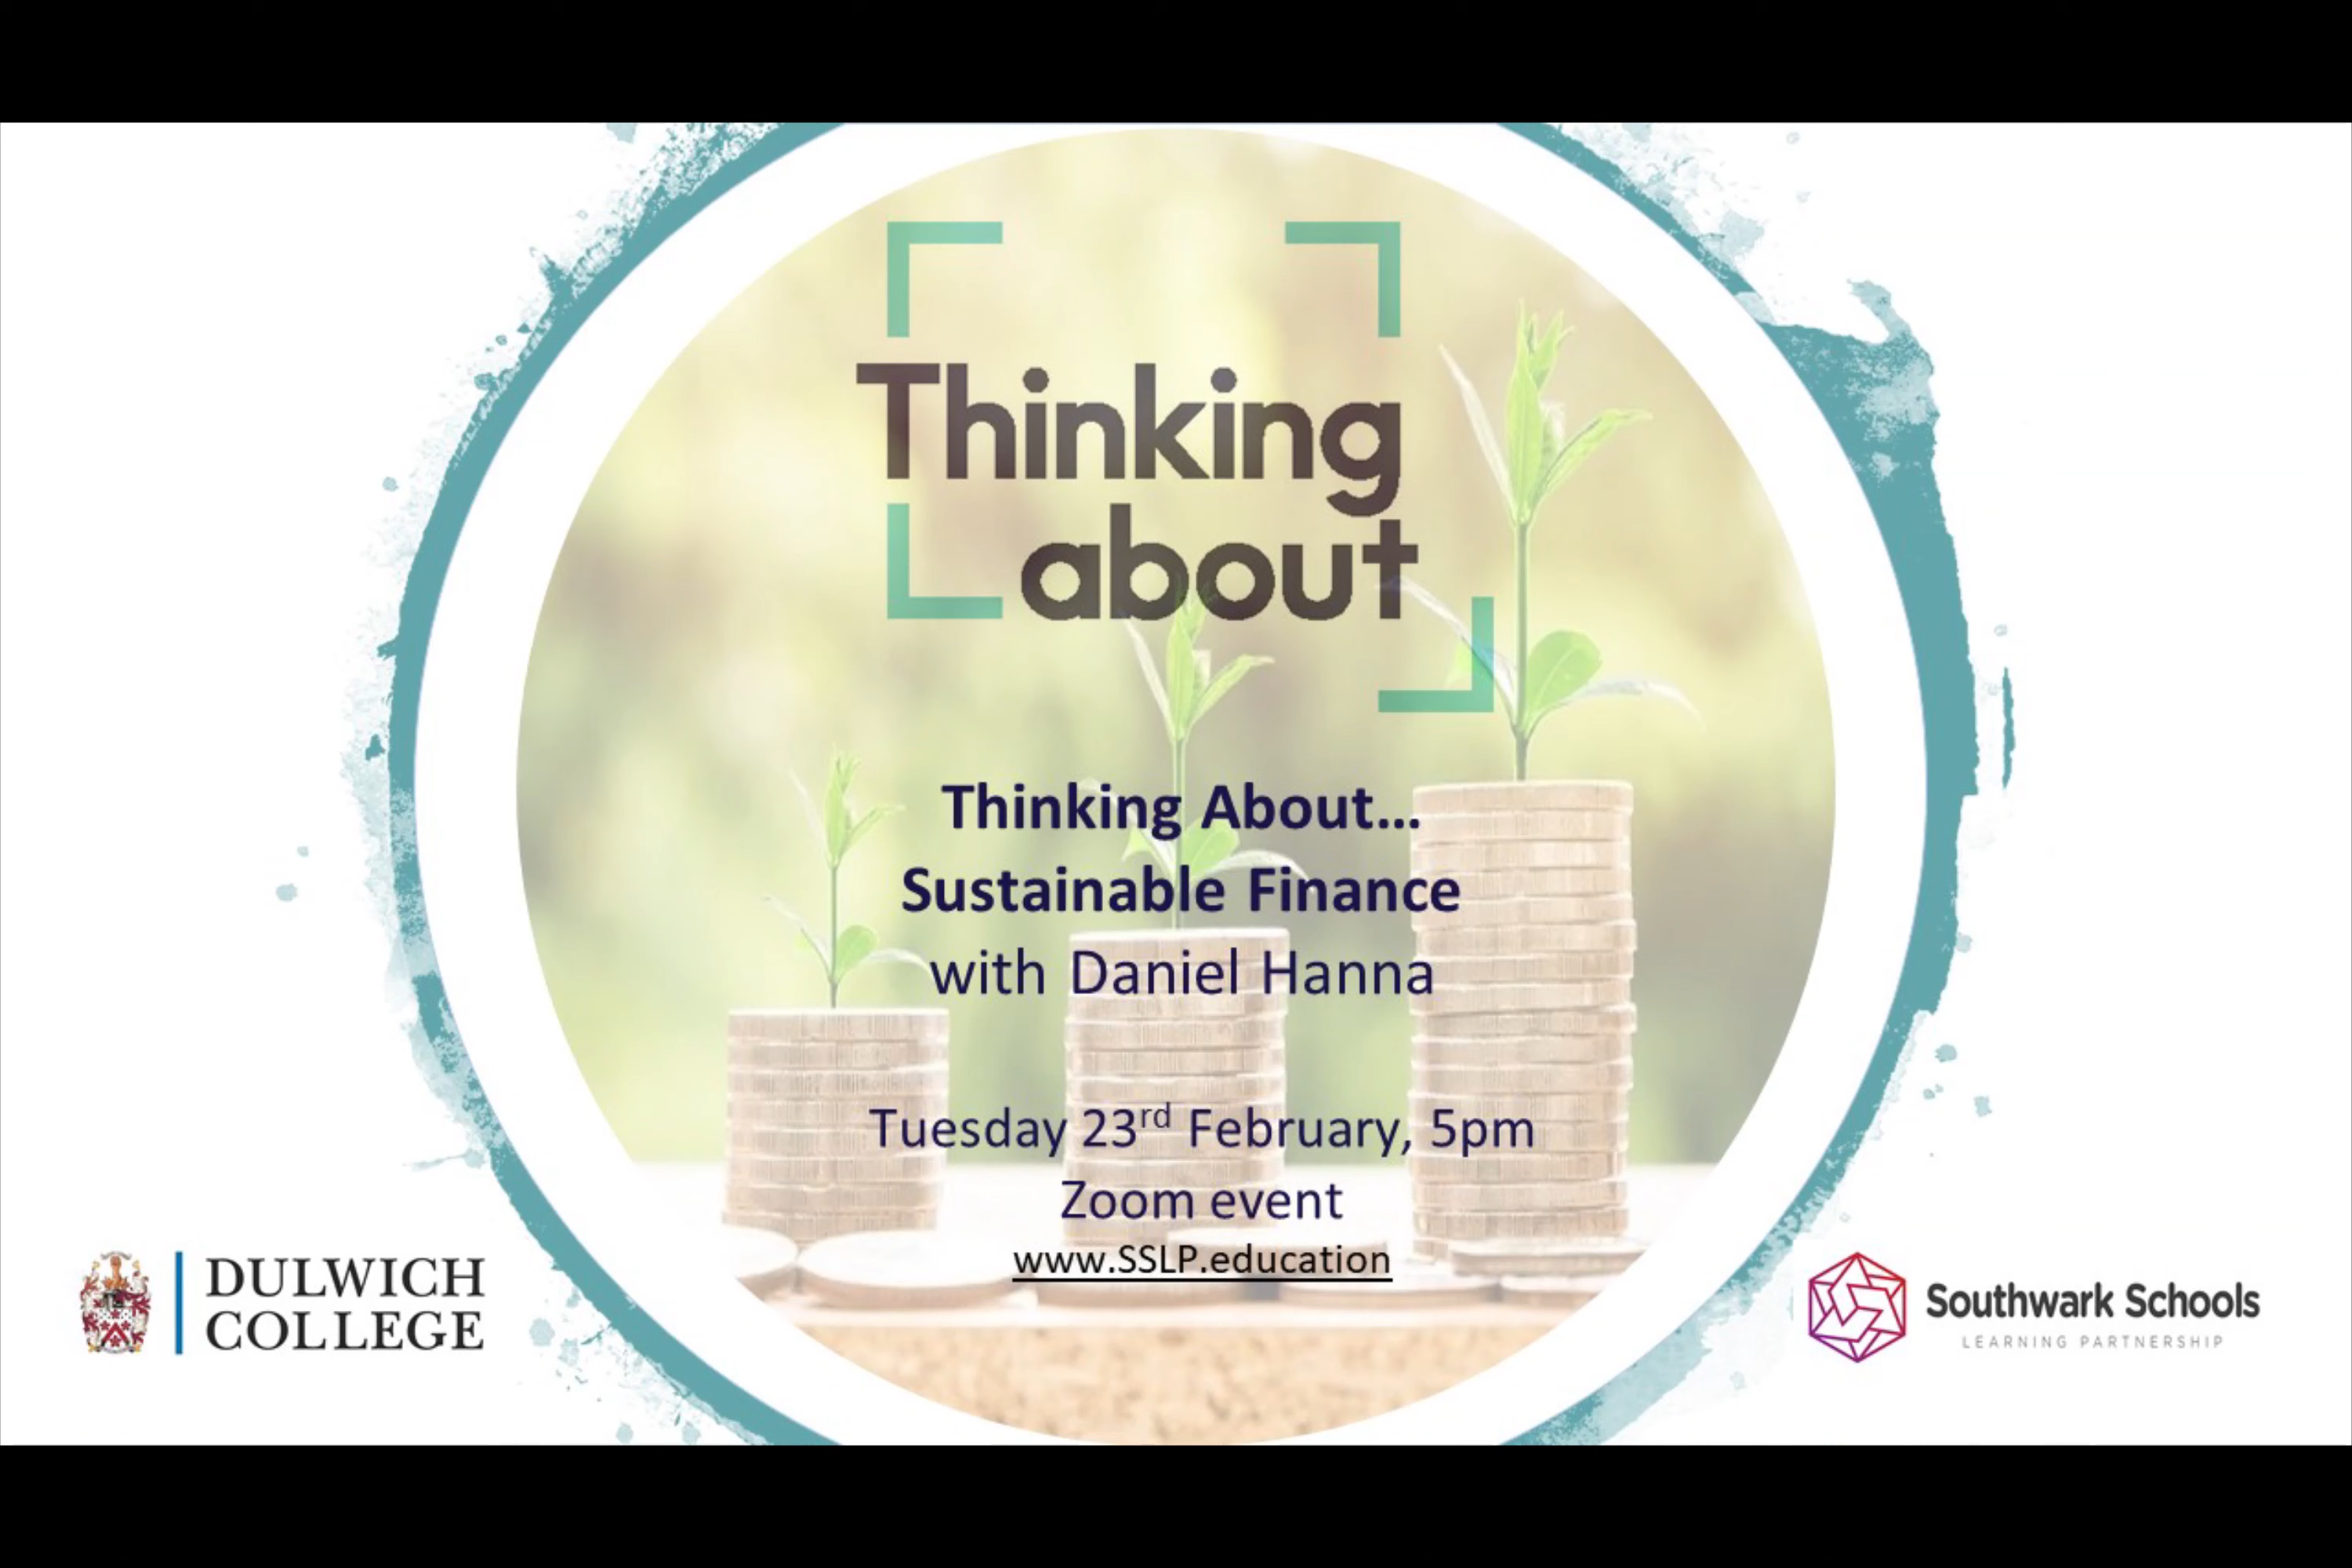 Thinking
about
Thinking About...
Sustainable Finance
with Daniel Hanna
Tuesday 23rd February, 5pm
Zoom event
www.SSLP.education
DULWICH
COLLEGE
Southwark Schools
LEARNING PARTNERSHIP